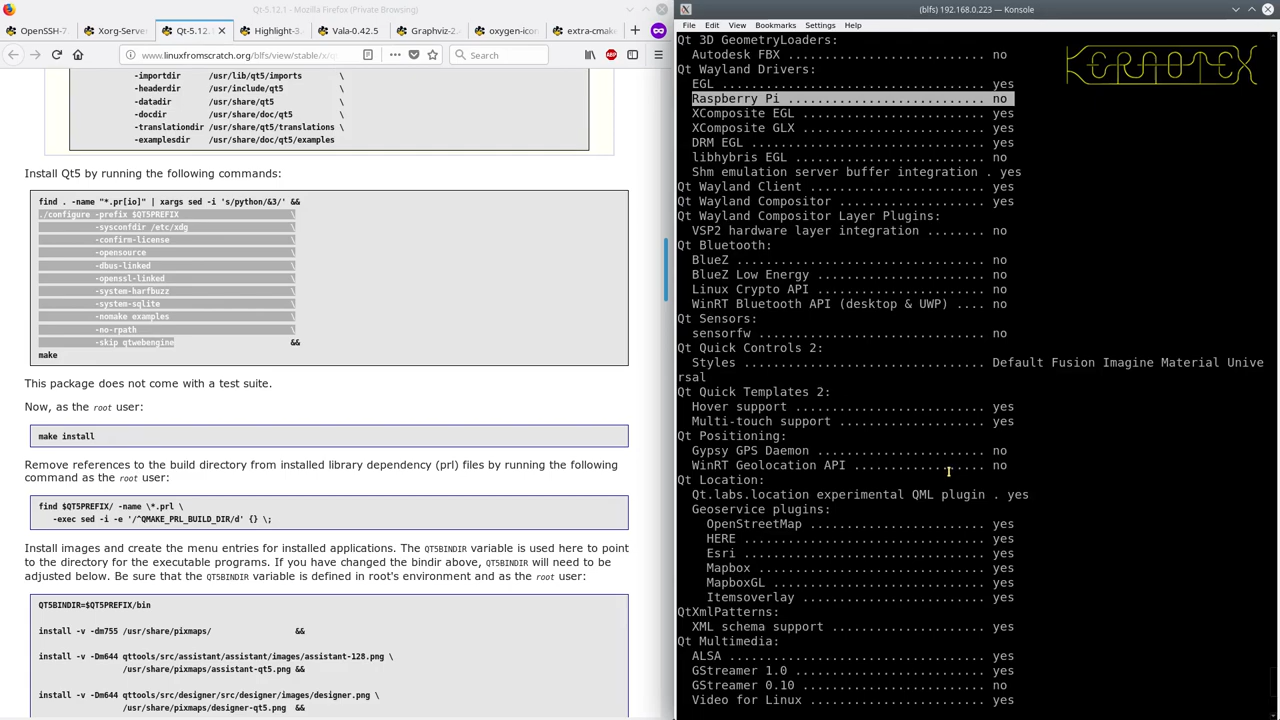 Qt-5.12.1 - Mozilla Firefox (Private Browsing)
OpenSSH-7.
Xorg-Server
Qt-5.12.
Highlight-3.
Vala-0.42.5
Graphviz-2.4
oxygen-icon
extra-cmake
www.linuxfromscratch.org/blfs/view/stable/x/q
Search
-importdir /usr/lib/qt5/imports \
-headerdir /usr/include/qt5 \
-datadir /usr/share/qt5 \
-docdir /usr/share/doc/qt5 \
-translationdir /usr/share/qt5/translations \
-examplesdir /usr/share/doc/qt5/examples
Install Qt5 by running the following commands:
find . -name "*.pr[io]" | xargs sed -i 's/python/&3/' &&
./configure -prefix $QT5PREFIX \
-sysconfdir /etc/xdg \
-confirm-license \
-opensource \
-dbus-linked \
-openssl-linked \
-system-harfbuzz \
-system-sqlite \
-nomake examples \
-no-rpath \
-skip qtwebengine &&
make
This package does not come with a test suite.
Now, as the root user:
make install
Remove references to the build directory from installed library dependency (prl) files by running the following
command as the root user:
find $QT5PREFIX/ -name \*.prl \
-exec sed -i -e '/^QMAKE_PRL_BUILD_DIR/d' {} \;
Install images and create the menu entries for installed applications. The QT5BINDIR variable is used here to point
to the directory for the executable programs. If you have changed the bindir above, QT5BINDIR will need to be
adjusted below. Be sure that the QT5BINDIR variable is defined in root's environment and as the root user:
QT5BINDIR=$QT5PREFIX/bin
install -v -dm755 /usr/share/pixmaps/ &&
install -v -Dm644 qttools/src/assistant/assistant/images/assistant-128.png \
/usr/share/pixmaps/assistant-qt5.png &&
install -v -Dm644 qttools/src/designer/src/designer/images/designer.png \
/usr/share/pixmaps/designer-qt5.png &&
(blfs) 192.168.0.223 — Konsole
File Edit View Bookmarks Settings Help
KERAOTEX
Qt 3D GeometryLoaders:
Autodesk FBX ......................... no
Qt Wayland Drivers:
EGL .................................. yes
Raspberry Pi ......................... no
XComposite EGL ....................... yes
XComposite GLX ....................... yes
DRM EGL .............................. yes
libhybris EGL ........................ no
Shm emulation server buffer integration . yes
Qt Wayland Client ...................... yes
Qt Wayland Compositor .................. yes
Qt Wayland Compositor Layer Plugins:
VSP2 hardware layer integration ........ no
Qt Bluetooth:
BlueZ ................................ no
BlueZ Low Energy ..................... no
Linux Crypto API ..................... no
WinRT Bluetooth API (desktop & UWP) .... no
Qt Sensors:
sensorfw ............................. no
Qt Quick Controls 2:
Styles ............................... Default Fusion Imagine Material Unive
rsal
Qt Quick Templates 2:
Hover support ........................ yes
Multi-touch support .................. yes
Qt Positioning:
Gypsy GPS Daemon ..................... no
WinRT Geolocation API ................ no
Qt Location:
Qt.labs.location experimental QML plugin . yes
Geoservice plugins:
OpenStreetMap ...................... yes
HERE ............................... yes
Esri ............................... yes
Mapbox ............................. yes
MapboxGL ........................... yes
Itemsoverlay ....................... yes
QtXmlPatterns:
XML schema support ................... yes
Qt Multimedia:
ALSA ................................. yes
GStreamer 1.0 ........................ yes
GStreamer 0.10 ....................... no
Video for Linux ...................... yes